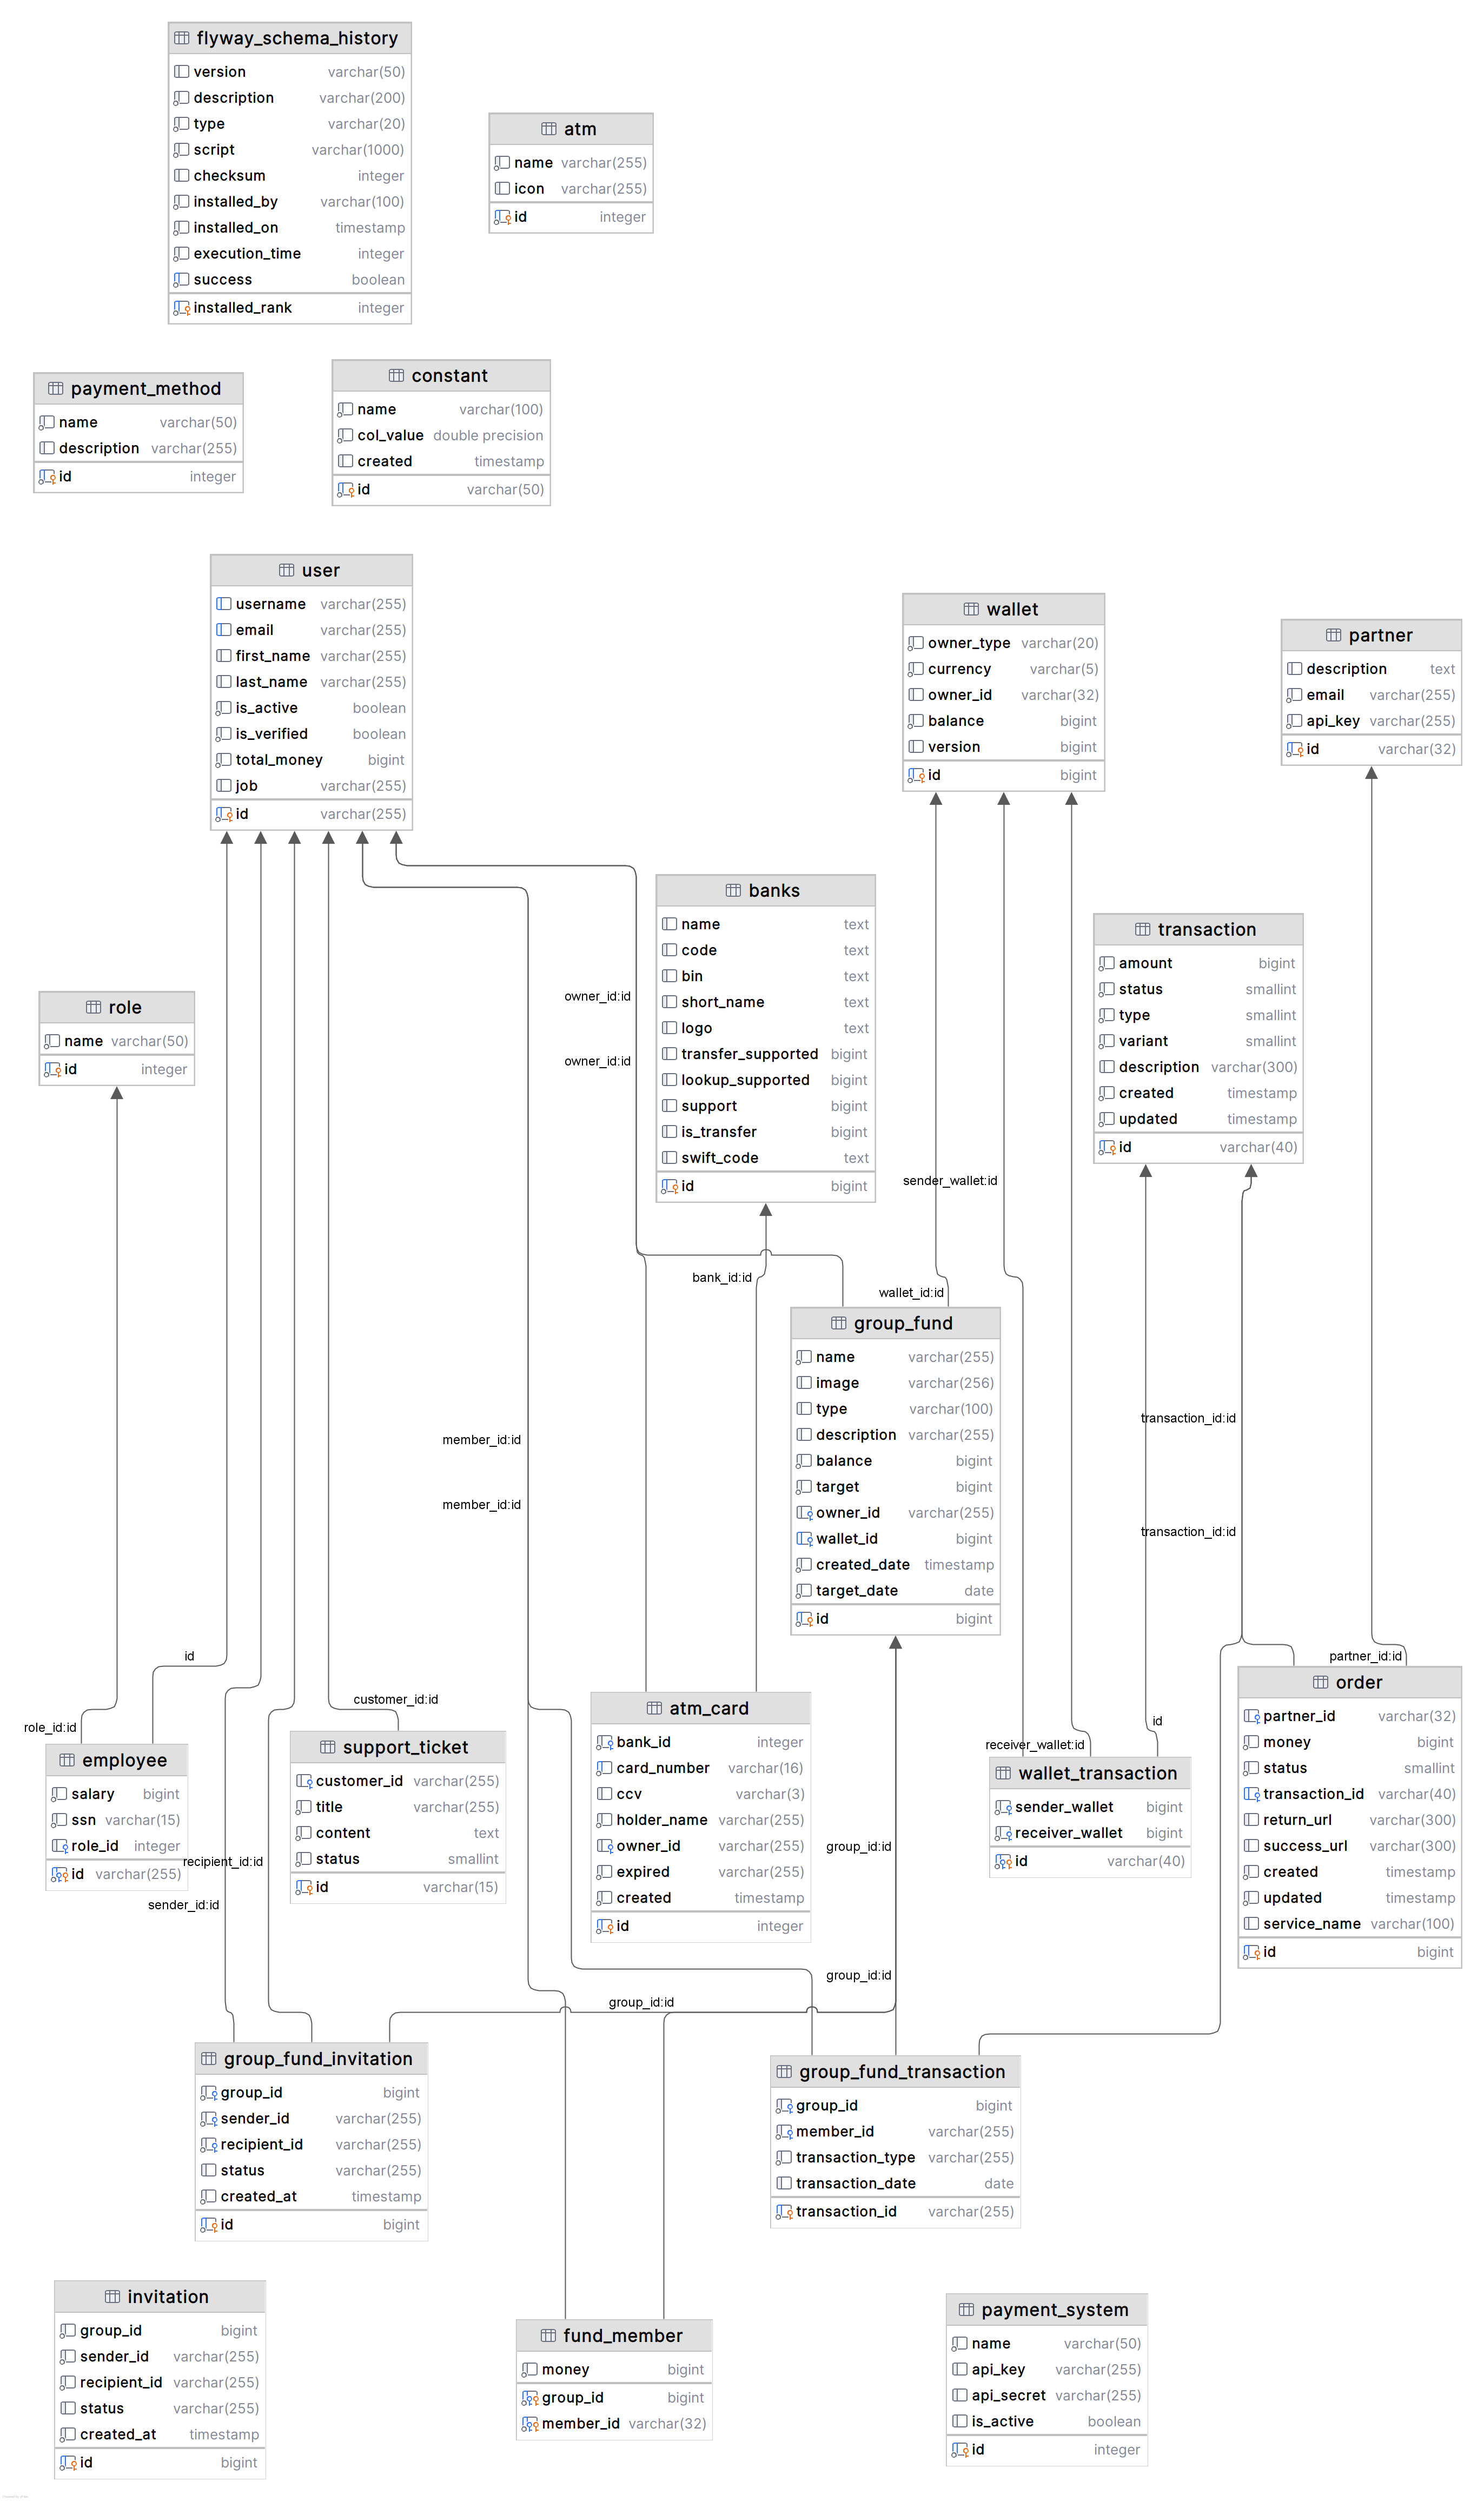 flyway_schema_history
version varchar(50)
description varchar(200)
type varchar(20)
script varchar(1000)
checksum integer
installed_by varchar(100)
installed_on timestamp
execution_time integer
success boolean
installed_rank integer
atm
name varchar(255)
icon varchar(255)
id integer
payment_method
name varchar(50)
description varchar(255)
id integer
constant
name varchar(100)
col_value double precision
created timestamp
id varchar(50)
user
username varchar(255)
email varchar(255)
first_name varchar(255)
last_name varchar(255)
is_active boolean
is_verified boolean
total_money bigint
job varchar(255)
id varchar(255)
wallet
owner_type varchar(20)
currency varchar(5)
owner_id varchar(32)
balance bigint
version bigint
id bigint
partner
description text
email varchar(255)
api_key varchar(255)
id varchar(32)
banks
name text
code text
bin text
short_name text
logo text
transfer_supported bigint
lookup_supported bigint
support bigint
is_transfer bigint
swift_code text
id bigint
transaction
amount bigint
status smallint
type smallint
variant smallint
description varchar(300)
created timestamp
updated timestamp
id varchar(40)
role
name varchar(50)
id integer
owner_id:id
owner_id:id
sender_wallet:id
bank_id:id
wallet_id:id
group_fund
name varchar(255)
image varchar(256)
type varchar(100)
description varchar(255)
balance bigint
target bigint
owner_id varchar(255)
wallet_id bigint
created_date timestamp
target_date date
id bigint
transaction_id:id
member_id:id
member_id:id
transaction_id:id
id
partner_id:id
customer_id:id
role_id:id
id
receiver_wallet:id
employee
salary bigint
ssn varchar(15)
role_id integer
id varchar(255)
support_ticket
customer_id varchar(255)
title varchar(255)
content text
status smallint
id varchar(15)
atm_card
bank_id integer
card_number varchar(16)
ccv varchar(3)
holder_name varchar(255)
owner_id varchar(255)
expired varchar(255)
created timestamp
id integer
wallet_transaction
sender_wallet bigint
receiver_wallet bigint
id varchar(40)
order
partner_id varchar(32)
money bigint
status smallint
transaction_id varchar(40)
return_url varchar(300)
success_url varchar(300)
created timestamp
updated timestamp
service_name varchar(100)
id bigint
recipient_id:id
sender_id:id
group_id:id
group_id:id
group_id:id
group_fund_invitation
group_id bigint
sender_id varchar(255)
recipient_id varchar(255)
status varchar(255)
created_at timestamp
id bigint
group_fund_transaction
group_id bigint
member_id varchar(255)
transaction_type varchar(255)
transaction_date date
transaction_id varchar(255)
invitation
group_id bigint
sender_id varchar(255)
recipient_id varchar(255)
status varchar(255)
created_at timestamp
id bigint
fund_member
money bigint
group_id bigint
member_id varchar(32)
payment_system
name varchar(50)
api_key varchar(255)
api_secret varchar(255)
is_active boolean
id integer